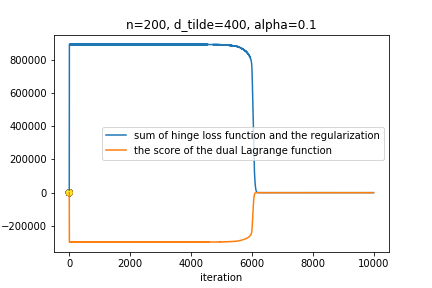 n=200, d_tilde=400, alpha=0.1
800000
600000
400000
200000
0
−200000
sum of hinge loss function and the regularization
the score of the dual Lagrange function
0 2000 4000 6000 8000 10000
iteration